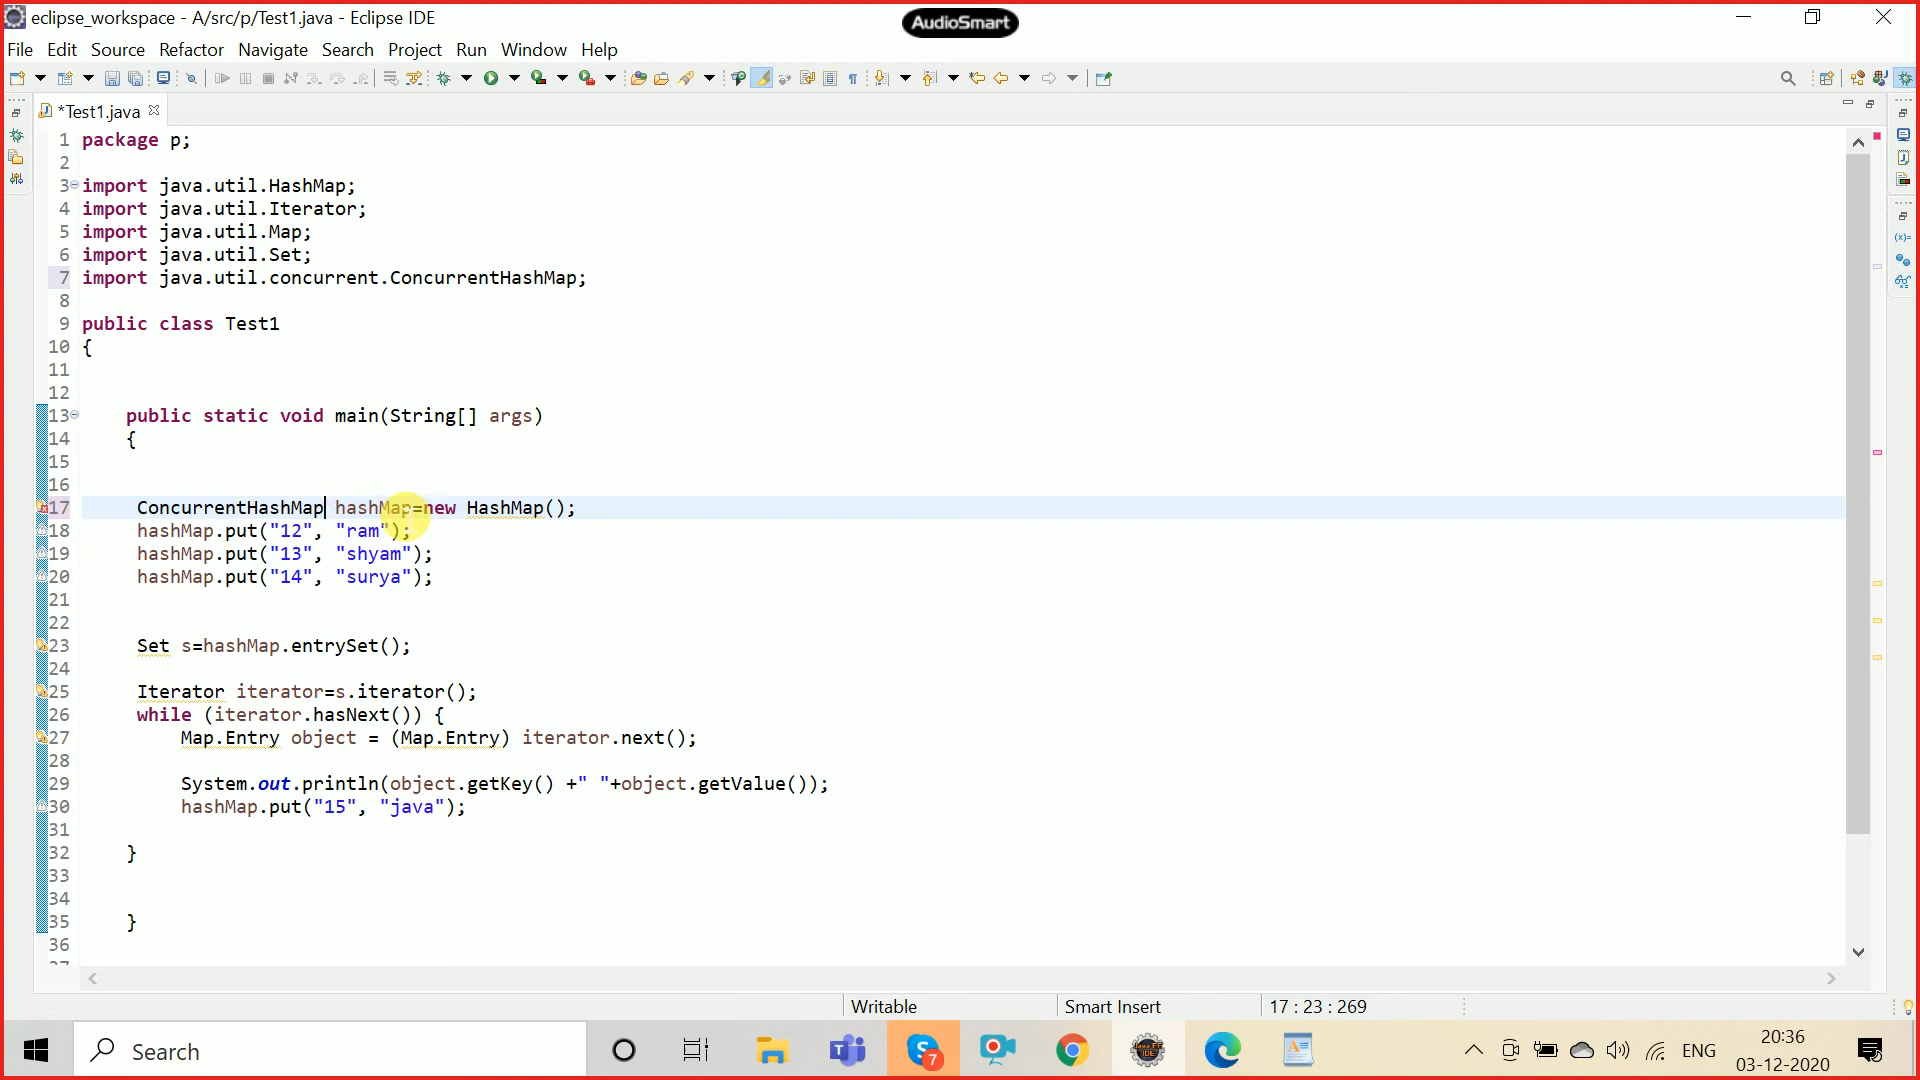 eclipse_workspace - A/src/p/Test1.java - Eclipse IDE
AudioSmart
File Edit Source Refactor Navigate Search Project Run Window Help
*Test1.java
1 package p;
2
3 import java.util.HashMap;
4 import java.util.Iterator;
5 import java.util.Map;
6 import java.util.Set;
7 import java.util.concurrent.ConcurrentHashMap;
8
9 public class Test1
10 {
11
12
13 public static void main(String[] args)
14 {
15
16
17 ConcurrentHashMap hashMap=new HashMap();
18 hashMap.put("12", "ram");
19 hashMap.put("13", "shyam");
20 hashMap.put("14", "surya");
21
22
23 Set s=hashMap.entrySet();
24
25 Iterator iterator=s.iterator();
26 while (iterator.hasNext()) {
27 Map.Entry object = (Map.Entry) iterator.next();
28
29 System.out.println(object.getKey() +" "+object.getValue());
30 hashMap.put("15", "java");
31
32 }
33
34
35 }
36
Writable Smart Insert 17 : 23 : 269
Search
7
ENG
20:36
03-12-2020